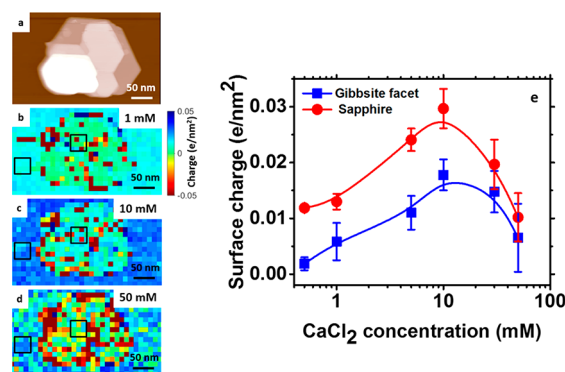 a
50 nm
b
1 mM
50 nm
0.05
0
-0.05
Charge (e/nm²)
c
10 mM
50 nm
d
50 mM
50 nm
Gibbsite facet
Sapphire
e
0.03
0.02
0.01
0.00
Surface charge (e/nm²)
1
10
100
CaCl₂ concentration (mM)